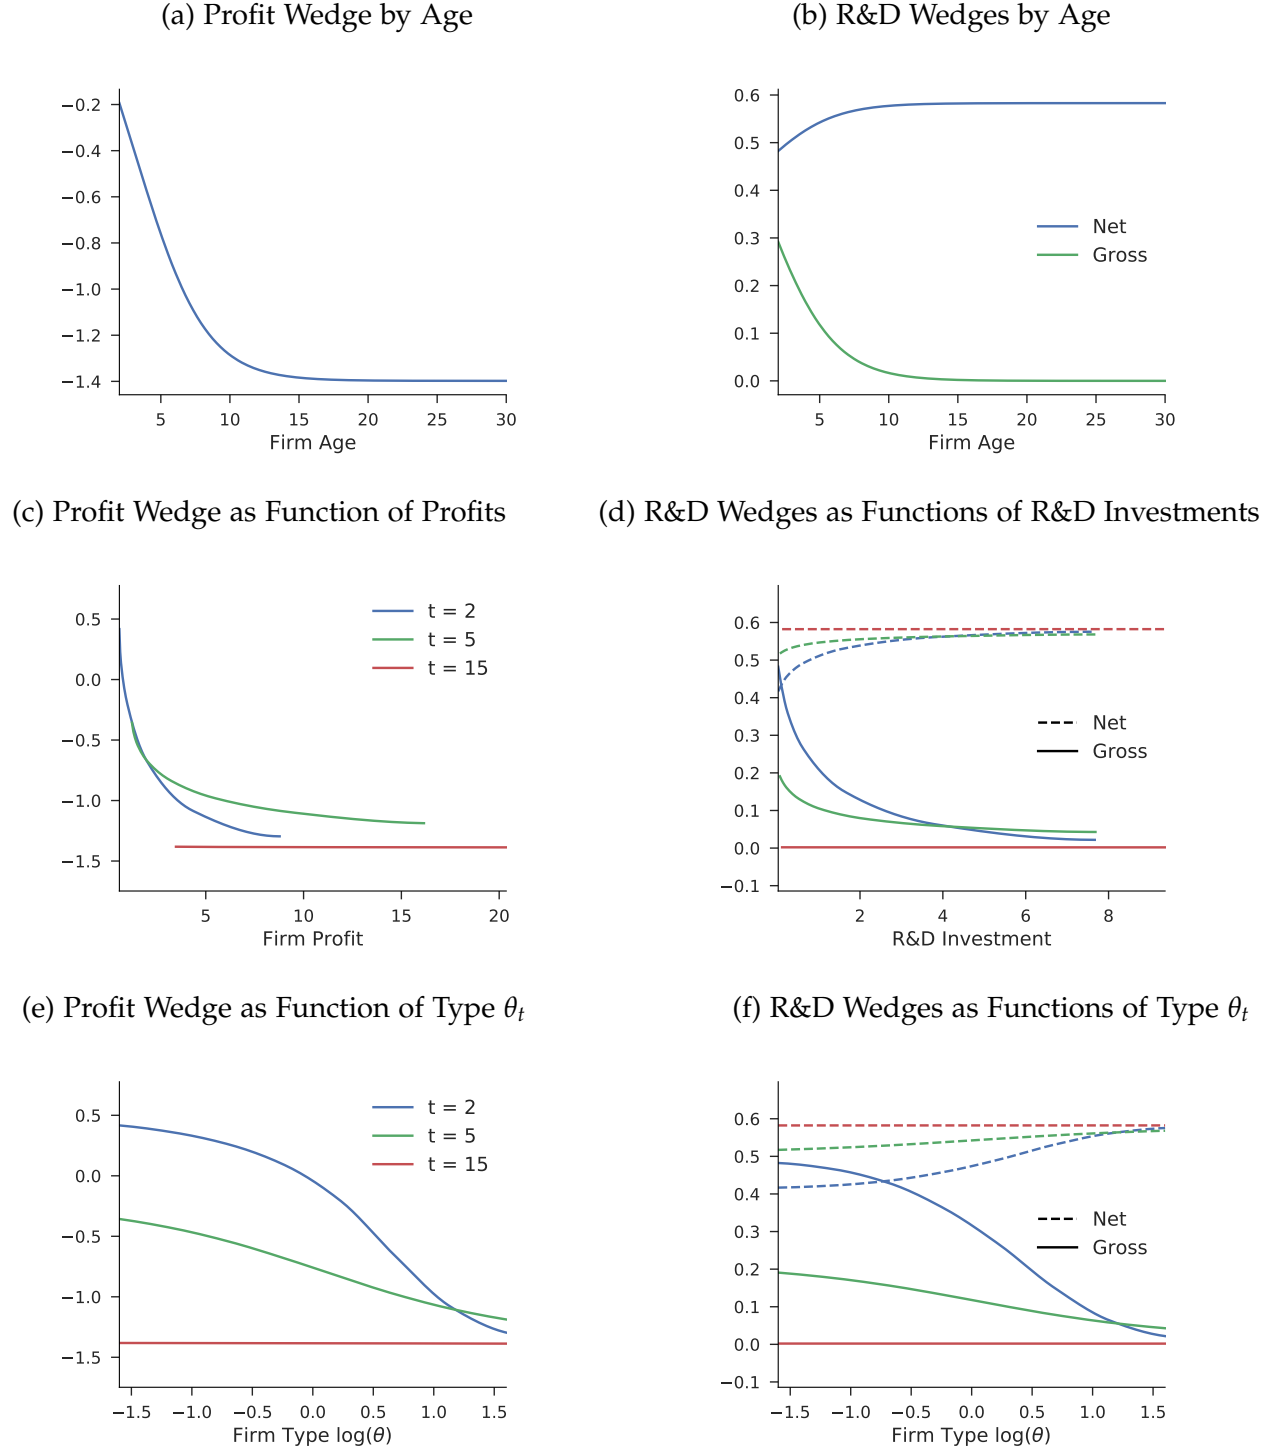 (a) Profit Wedge by Age
−0.2
−0.4
−0.6
−0.8
−1.0
−1.2
−1.4
5 10 15 20 25 30
Firm Age
(b) R&D Wedges by Age
0.6
0.5
0.4
0.3
0.2
0.1
0.0
Net
Gross
5 10 15 20 25 30
Firm Age
(c) Profit Wedge as Function of Profits
0.5
0.0
−0.5
−1.0
−1.5
t = 2
t = 5
t = 15
5 10 15 20
Firm Profit
(d) R&D Wedges as Functions of R&D Investments
0.6
0.5
0.4
0.3
0.2
0.1
0.0
−0.1
Net
Gross
2 4 6 8
R&D Investment
(e) Profit Wedge as Function of Type θt
0.5
0.0
−0.5
−1.0
−1.5
t = 2
t = 5
t = 15
−1.5 −1.0 −0.5 0.0 0.5 1.0 1.5
Firm Type log(θ)
(f) R&D Wedges as Functions of Type θt
0.6
0.5
0.4
0.3
0.2
0.1
0.0
−0.1
Net
Gross
−1.5 −1.0 −0.5 0.0 0.5 1.0 1.5
Firm Type log(θ)